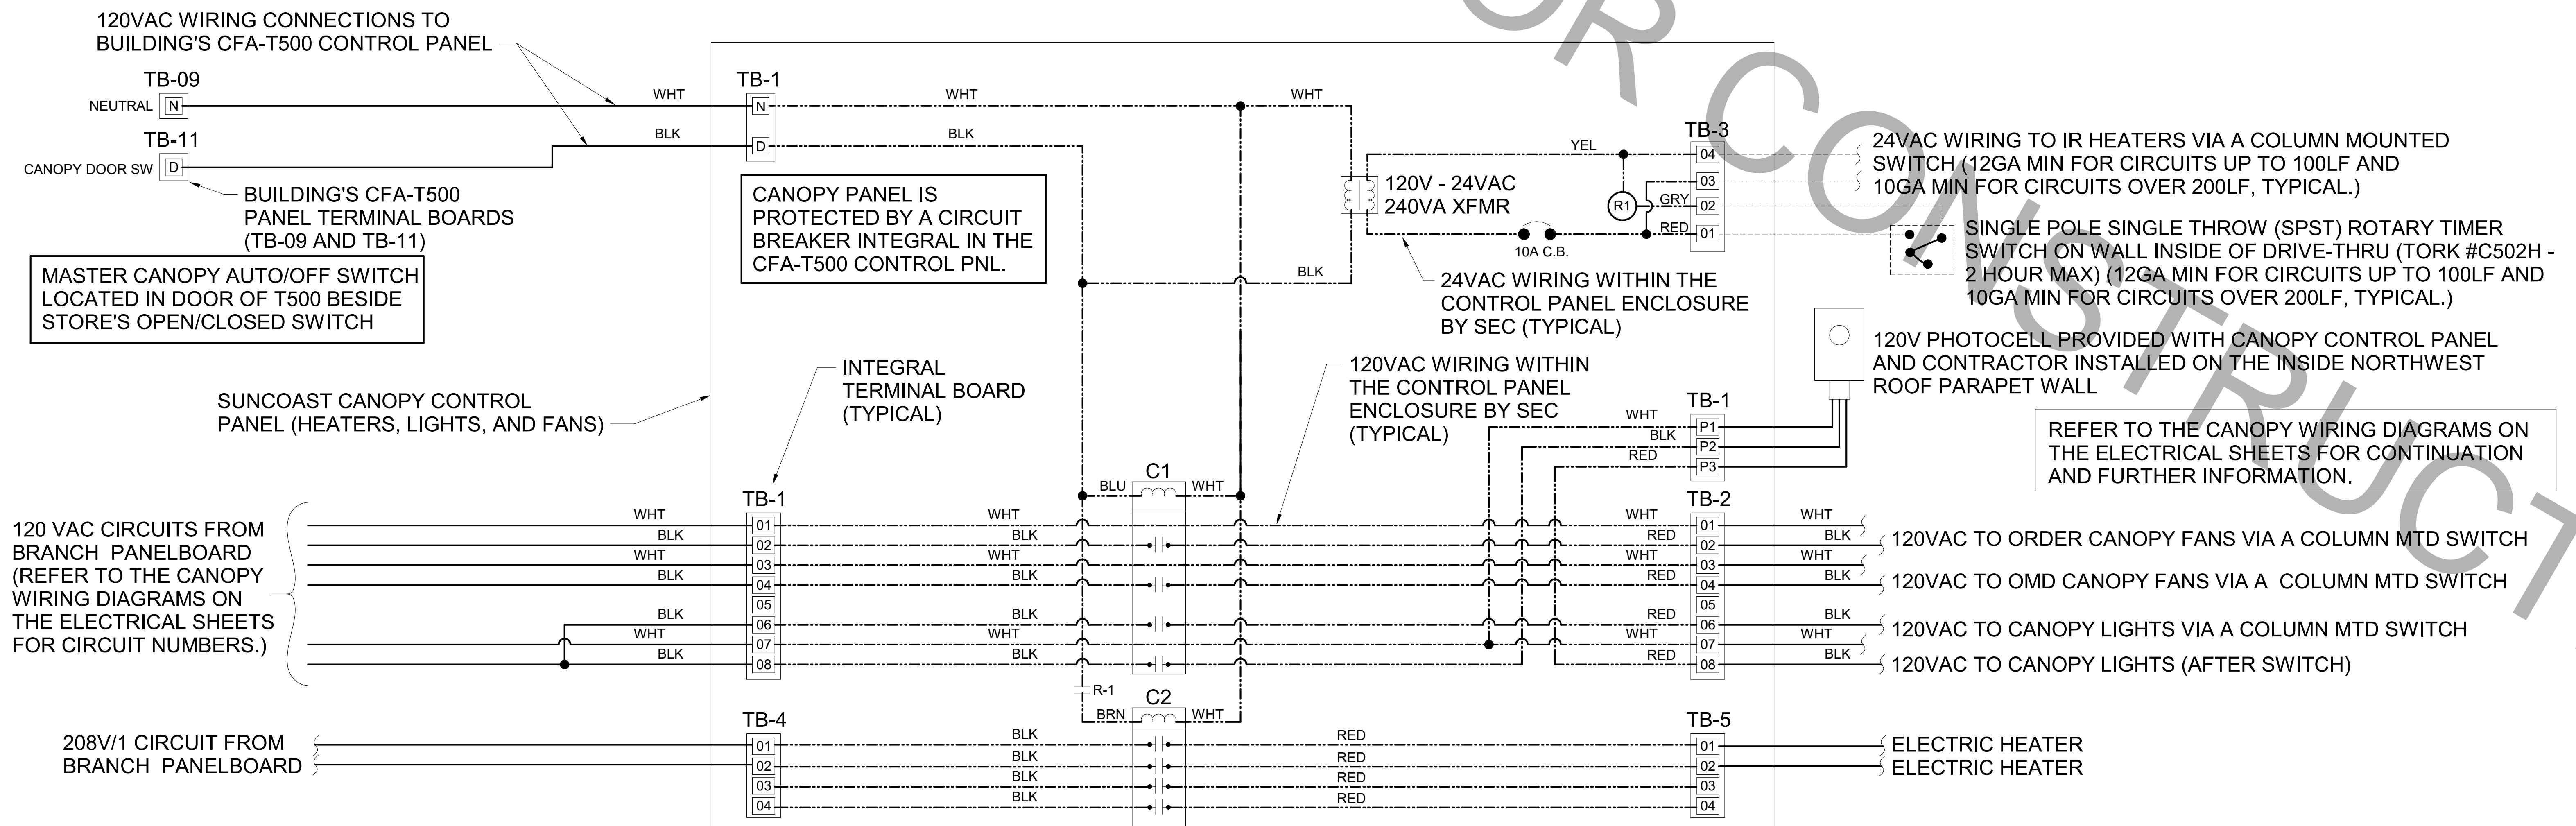 120VAC WIRING CONNECTIONS TO
BUILDING'S CFA-T500 CONTROL PANEL
TB-09
NEUTRAL N
WHT
TB-11
CANOPY DOOR SW D
BLK
BUILDING'S CFA-T500
PANEL TERMINAL BOARDS
(TB-09 AND TB-11)
MASTER CANOPY AUTO/OFF SWITCH
LOCATED IN DOOR OF T500 BESIDE
STORE'S OPEN/CLOSED SWITCH
TB-1
N
WHT
WHT
D
BLK
CANOPY PANEL IS
PROTECTED BY A CIRCUIT
BREAKER INTEGRAL IN THE
CFA-T500 CONTROL PNL.
BLK
120V - 24VAC
240VA XFMR
YEL
R1
GRY
RED
10A C.B.
TB-3
04
03
02
01
24VAC WIRING WITHIN THE
CONTROL PANEL ENCLOSURE
BY SEC (TYPICAL)
24VAC WIRING TO IR HEATERS VIA A COLUMN MOUNTED
SWITCH (12GA MIN FOR CIRCUITS UP TO 100LF AND
10GA MIN FOR CIRCUITS OVER 200LF, TYPICAL.)
SINGLE POLE SINGLE THROW (SPST) ROTARY TIMER
SWITCH ON WALL INSIDE OF DRIVE-THRU (TORK #C502H -
2 HOUR MAX) (12GA MIN FOR CIRCUITS UP TO 100LF AND
10GA MIN FOR CIRCUITS OVER 200LF, TYPICAL.)
120V PHOTOCELL PROVIDED WITH CANOPY CONTROL PANEL
AND CONTRACTOR INSTALLED ON THE INSIDE NORTHWEST
ROOF PARAPET WALL
REFER TO THE CANOPY WIRING DIAGRAMS ON
THE ELECTRICAL SHEETS FOR CONTINUATION
AND FURTHER INFORMATION.
SUNCOAST CANOPY CONTROL
PANEL (HEATERS, LIGHTS, AND FANS)
INTEGRAL
TERMINAL BOARD
(TYPICAL)
120VAC WIRING WITHIN
THE CONTROL PANEL
ENCLOSURE BY SEC
(TYPICAL)
TB-1
WHT P1
BLK P2
RED P3
C1
BLU WHT
120 VAC CIRCUITS FROM
BRANCH PANELBOARD
(REFER TO THE CANOPY
WIRING DIAGRAMS ON
THE ELECTRICAL SHEETS
FOR CIRCUIT NUMBERS.)
TB-1
TB-2
WHT 01 WHT WHT 01 WHT
BLK 02 BLK RED 02 BLK
03 WHT WHT 03 WHT
WHT
BLK 04 BLK RED 04 BLK
05 05
BLK 06 BLK RED 06 BLK
WHT 07 WHT WHT 07 WHT
BLK 08 BLK RED 08 BLK
120VAC TO ORDER CANOPY FANS VIA A COLUMN MTD SWITCH
120VAC TO OMD CANOPY FANS VIA A COLUMN MTD SWITCH
120VAC TO CANOPY LIGHTS VIA A COLUMN MTD SWITCH
120VAC TO CANOPY LIGHTS (AFTER SWITCH)
R-1
C2
BRN WHT
208V/1 CIRCUIT FROM
BRANCH PANELBOARD
TB-4
TB-5
01 BLK RED 01
02 BLK RED 02
03 BLK RED 03
04 BLK RED 04
ELECTRIC HEATER
ELECTRIC HEATER
OR CONSTRUCT